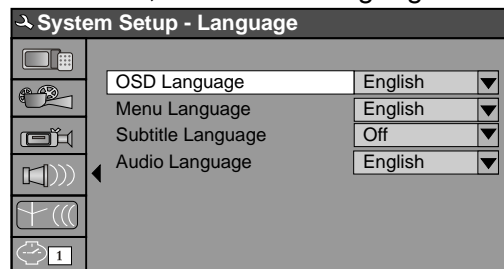 System Setup - Language
OSD Language English
Menu Language English
Subtitle Language Off
Audio Language English
1